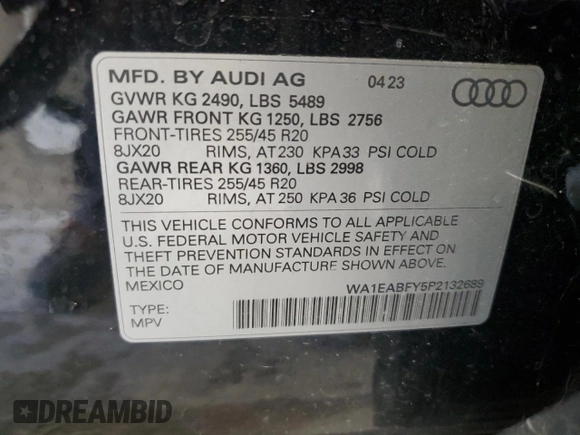 MFD. BY AUDI AG 04 23
GVWR KG 2490, LBS 5489
GAWR FRONT KG 1250, LBS 2756
FRONT-TIRES 255/45 R20
8JX20 RIMS, AT 230 KPA 33 PSI COLD
GAWR REAR KG 1360, LBS 2998
REAR-TIRES 255/45 R20
8JX20 RIMS, AT 250 KPA 36 PSI COLD
THIS VEHICLE CONFORMS TO ALL APPLICABLE
U.S. FEDERAL MOTOR VEHICLE SAFETY AND
THEFT PREVENTION STANDARDS IN EFFECT ON
THE DATE OF MANUFACTURE SHOWN ABOVE.
MEXICO
WA1EABFY5P2132689
TYPE:
MPV
DREAMBID